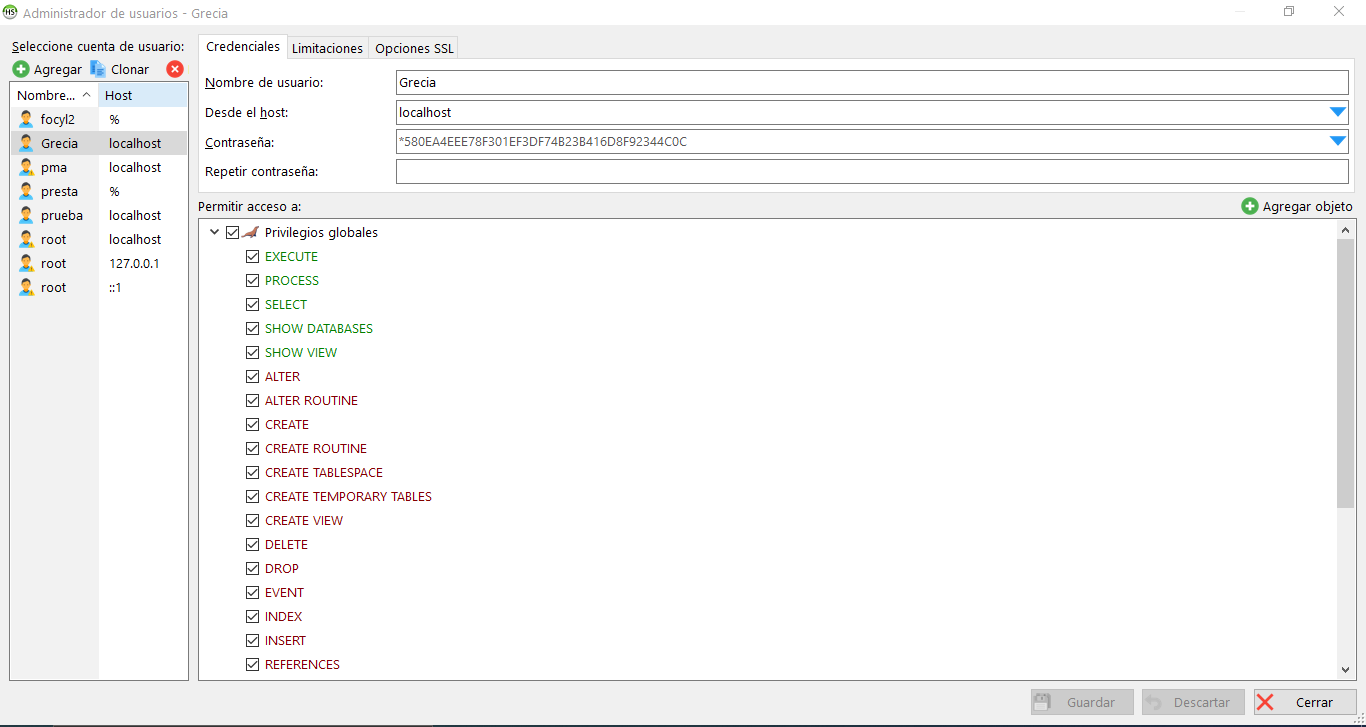 Administrador de usuarios - Grecia
Seleccione cuenta de usuario:
Agregar Clonar
Nombre... Host
focyl2 %
Grecia localhost
pma localhost
presta %
prueba localhost
root localhost
root 127.0.0.1
root ::1
Credenciales Limitaciones Opciones SSL
Nombre de usuario: Grecia
Desde el host: localhost
Contraseña: *580EA4EEE78F301EF3DF74B23B416D8F92344C0C
Repetir contraseña:
Permitir acceso a: Agregar objeto
Privilegios globales
EXECUTE
PROCESS
SELECT
SHOW DATABASES
SHOW VIEW
ALTER
ALTER ROUTINE
CREATE
CREATE ROUTINE
CREATE TABLESPACE
CREATE TEMPORARY TABLES
CREATE VIEW
DELETE
DROP
EVENT
INDEX
INSERT
REFERENCES
Guardar Descartar Cerrar